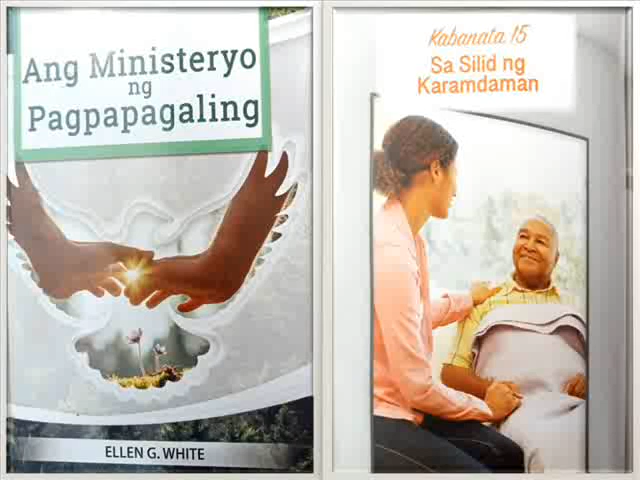 Ang Ministeryo
ng
Pagpapagaling
ELLEN G. WHITE
Kabanata 15
Sa Silid ng
Karamdaman